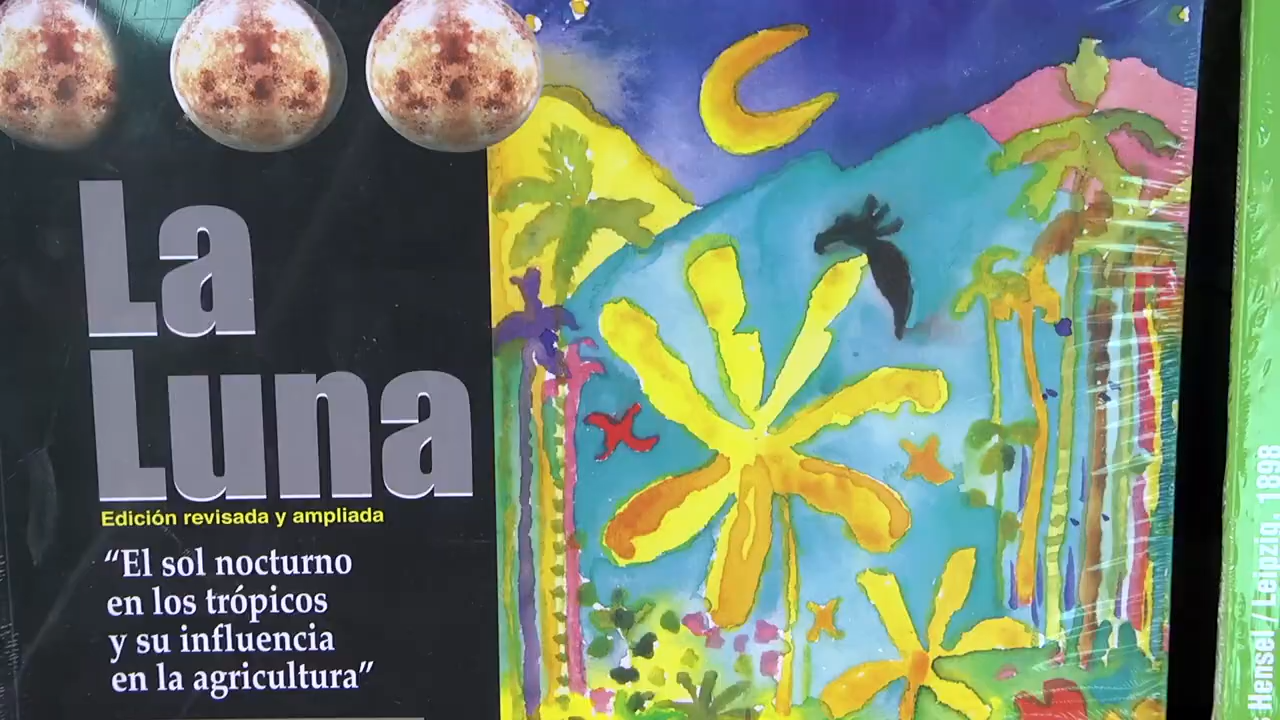 La
Luna
Edición revisada y ampliada
“El sol nocturno
en los trópicos
y su influencia
en la agricultura”
Hensel / Leipzig, 1898